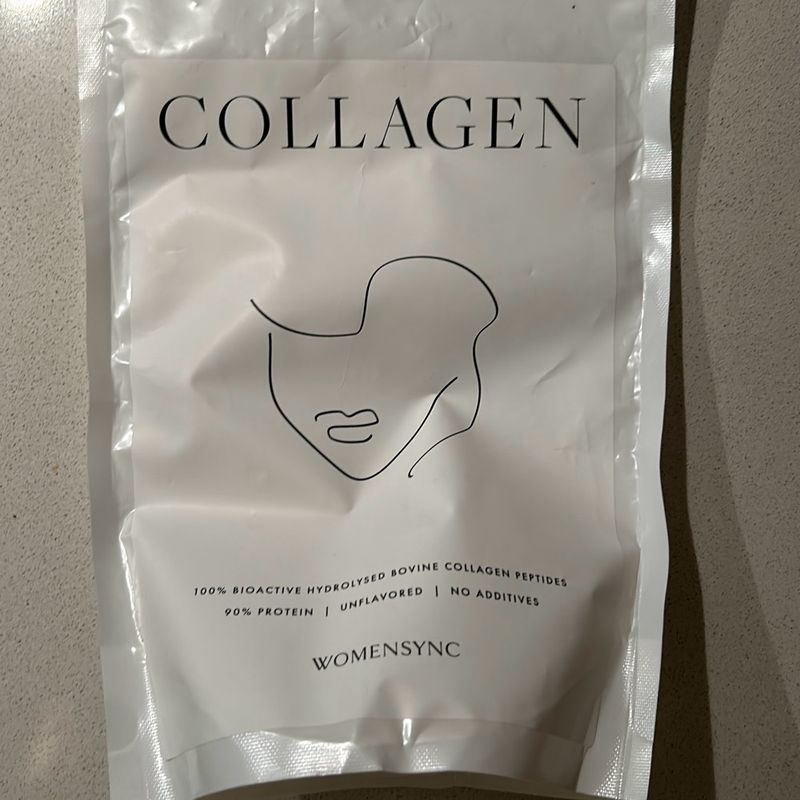 COLLAGEN
100% BIOACTIVE HYDROLYSED BOVINE COLLAGEN PEPTIDES
90% PROTEIN | UNFLAVORED | NO ADDITIVES
WOMENSYNC